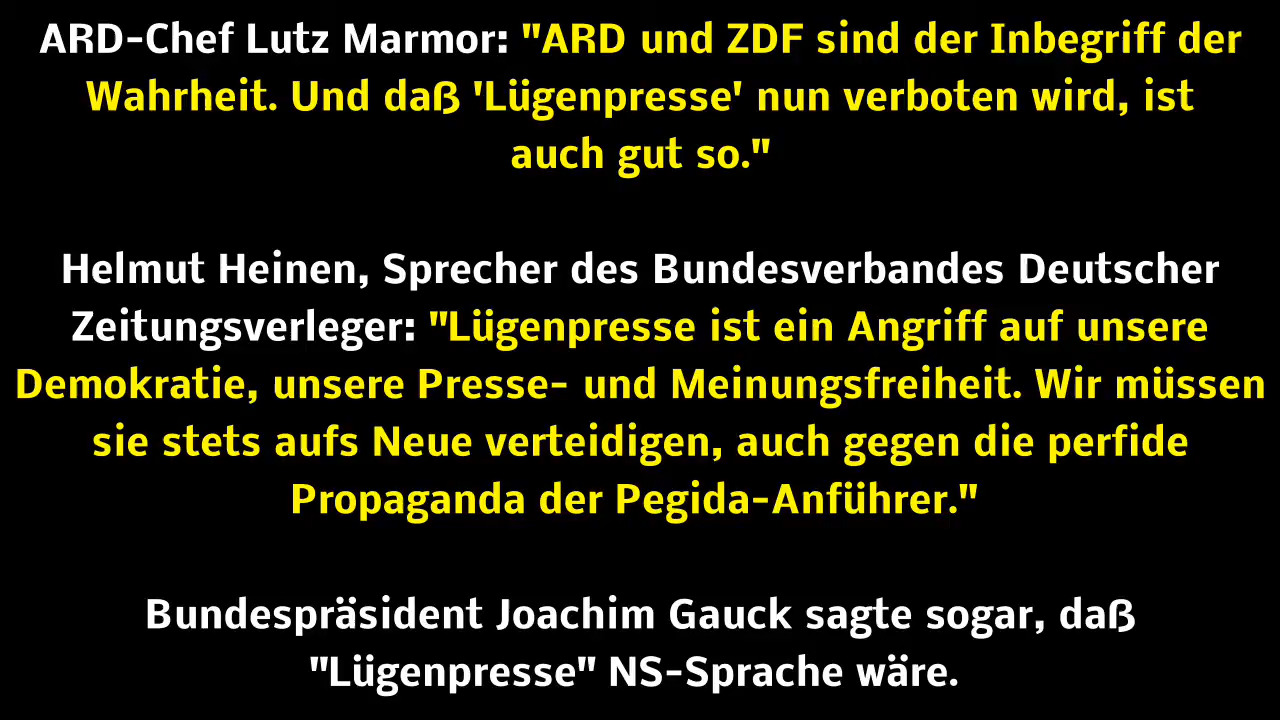 ARD-Chef Lutz Marmor: "ARD und ZDF sind der Inbegriff der
Wahrheit. Und daß 'Lügenpresse' nun verboten wird, ist
auch gut so."
Helmut Heinen, Sprecher des Bundesverbandes Deutscher
Zeitungsverleger: "Lügenpresse ist ein Angriff auf unsere
Demokratie, unsere Presse- und Meinungsfreiheit. Wir müssen
sie stets aufs Neue verteidigen, auch gegen die perfide
Propaganda der Pegida-Anführer."
Bundespräsident Joachim Gauck sagte sogar, daß
"Lügenpresse" NS-Sprache wäre.